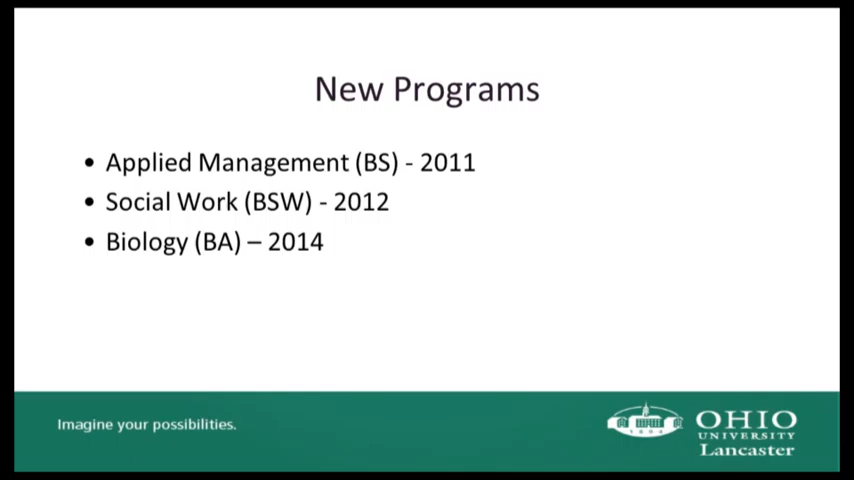 New Programs
• Applied Management (BS) - 2011
• Social Work (BSW) - 2012
• Biology (BA) – 2014
Imagine your possibilities.
1804
OHIO
UNIVERSITY
Lancaster